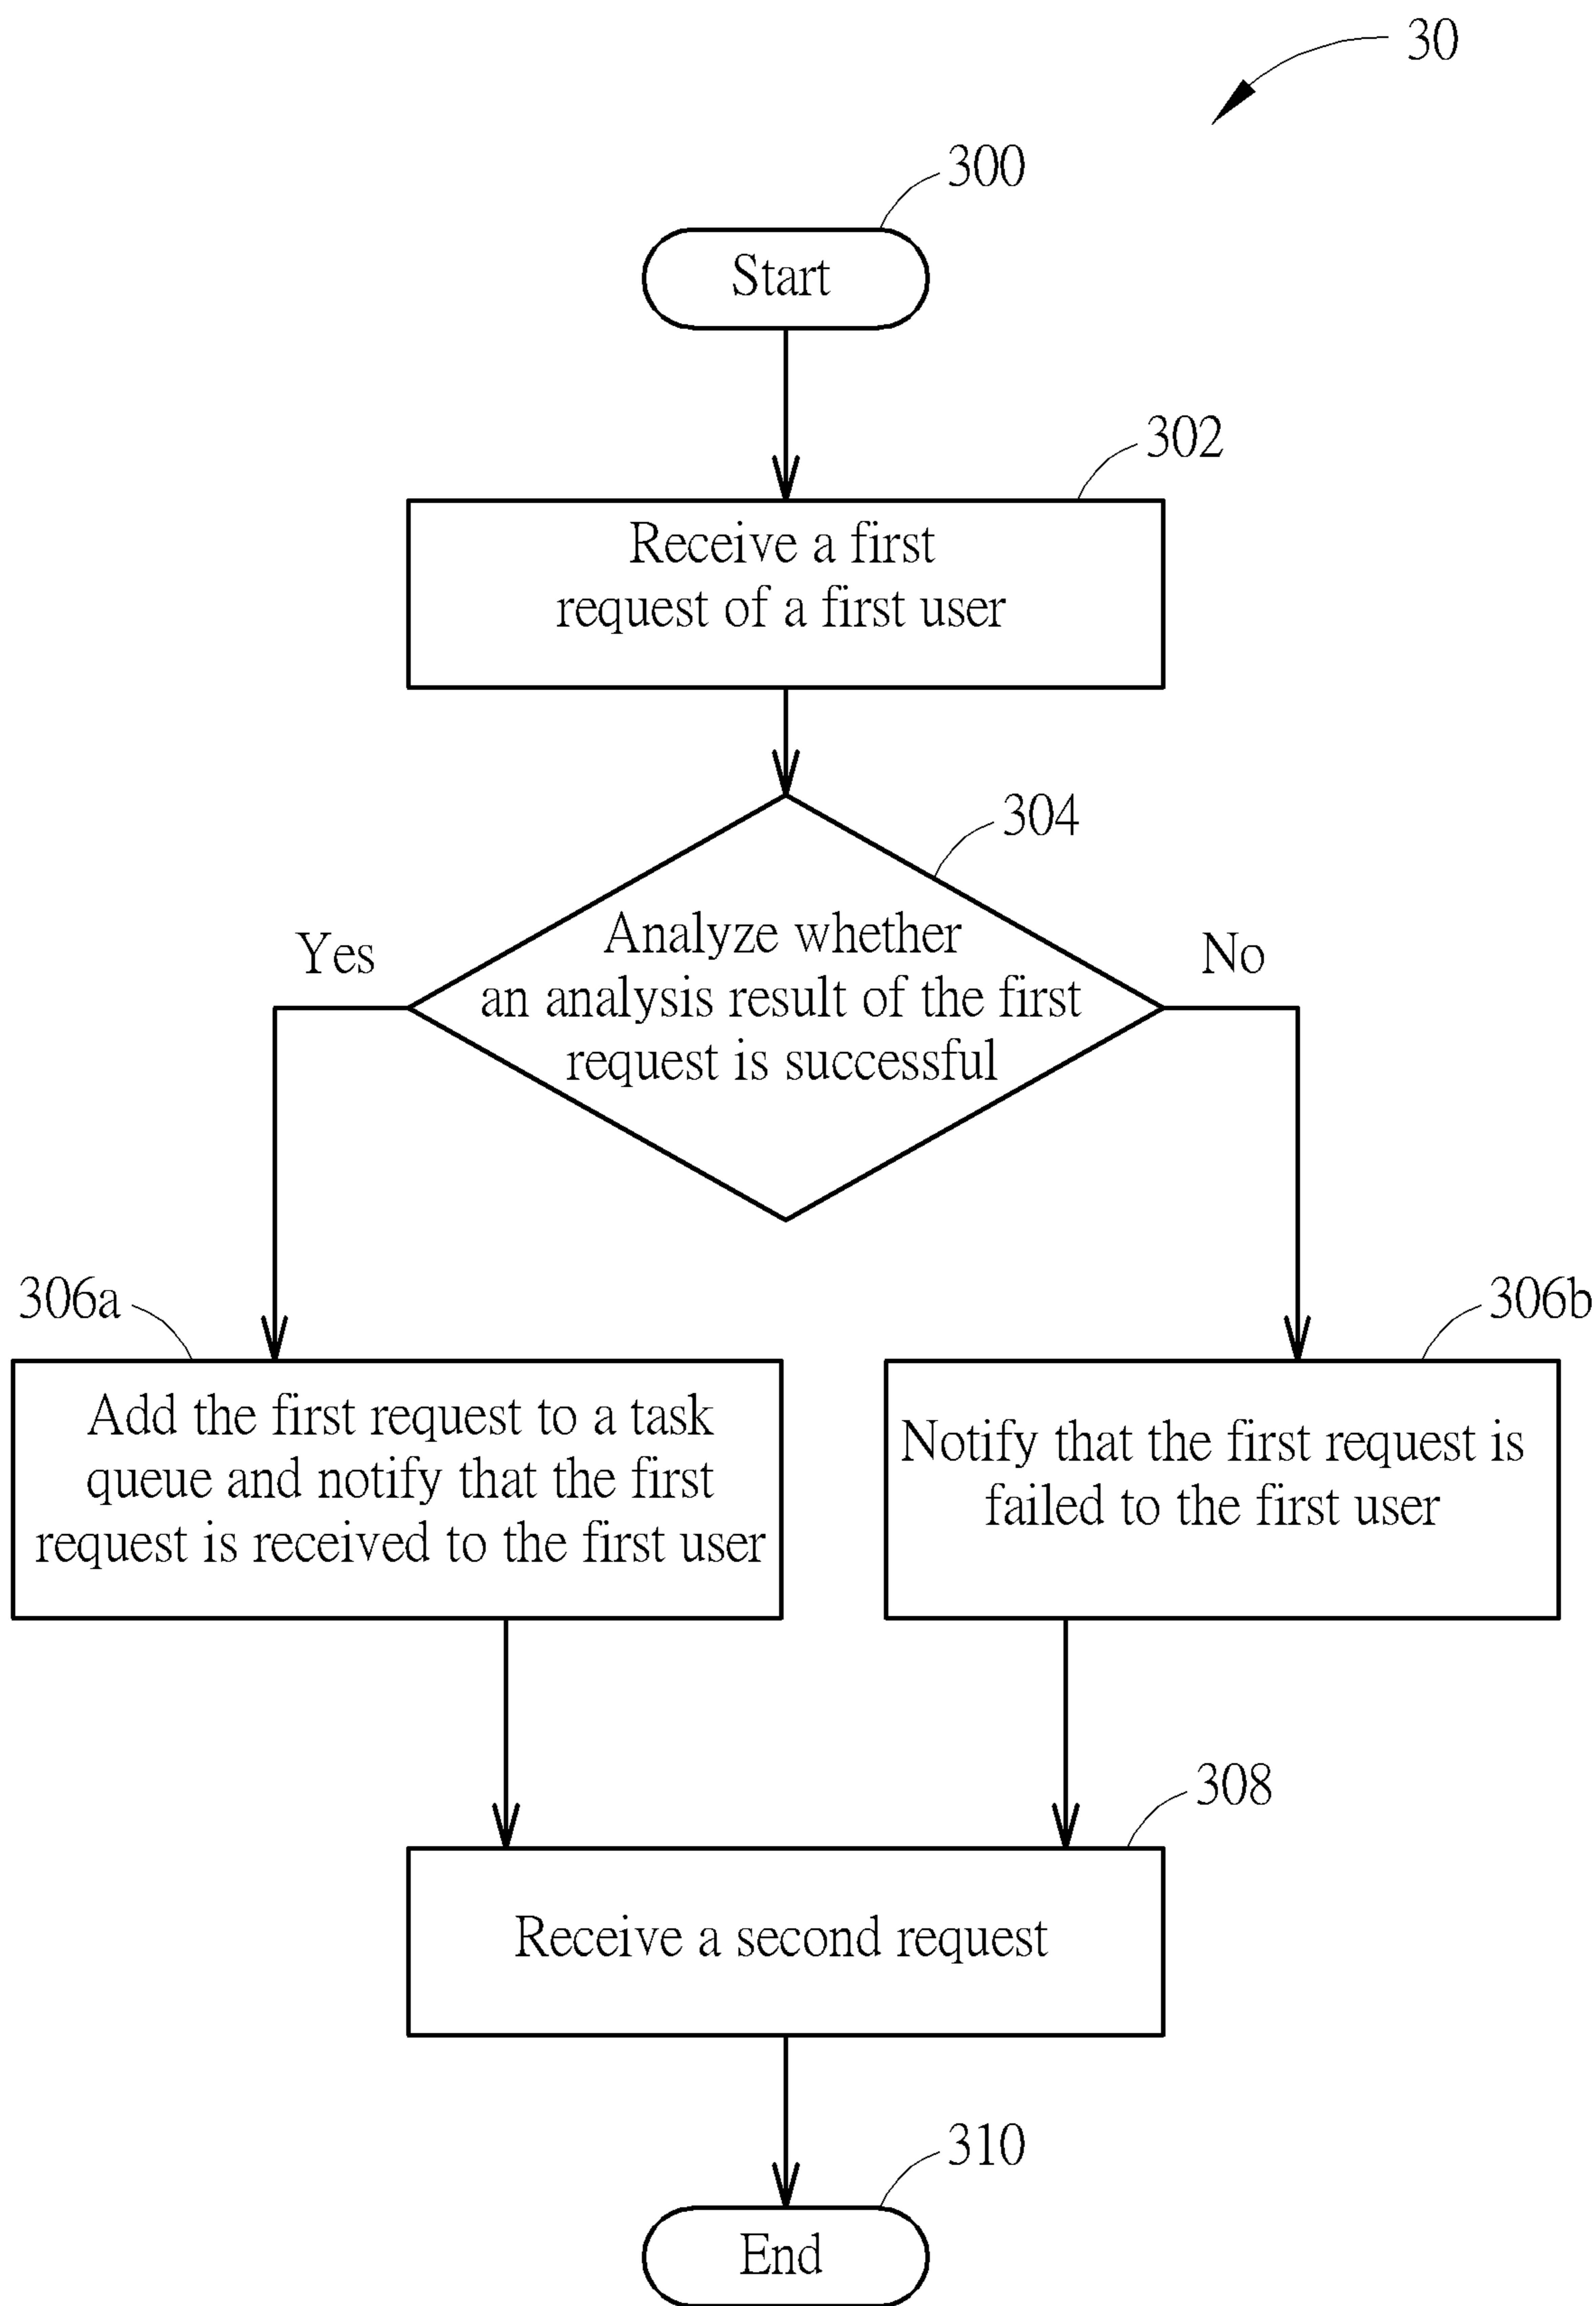 30
300
Start
302
Receive a first
request of a first user
304
Analyze whether
an analysis result of the first
request is successful
Yes
No
306a
Add the first request to a task
queue and notify that the first
request is received to the first user
306b
Notify that the first request is
failed to the first user
308
Receive a second request
310
End